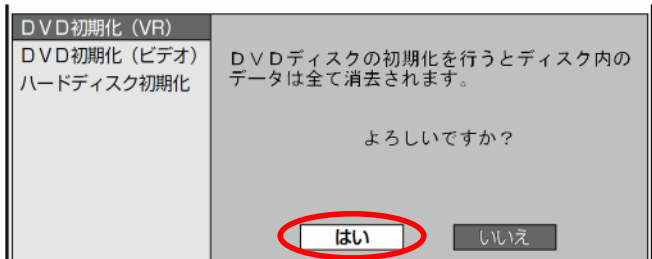 DVD初期化（VR）
DVD初期化（ビデオ）
ハードディスク初期化
DVDディスクの初期化を行うとディスク内の
データは全て消去されます。
よろしいですか？
はい
いいえ